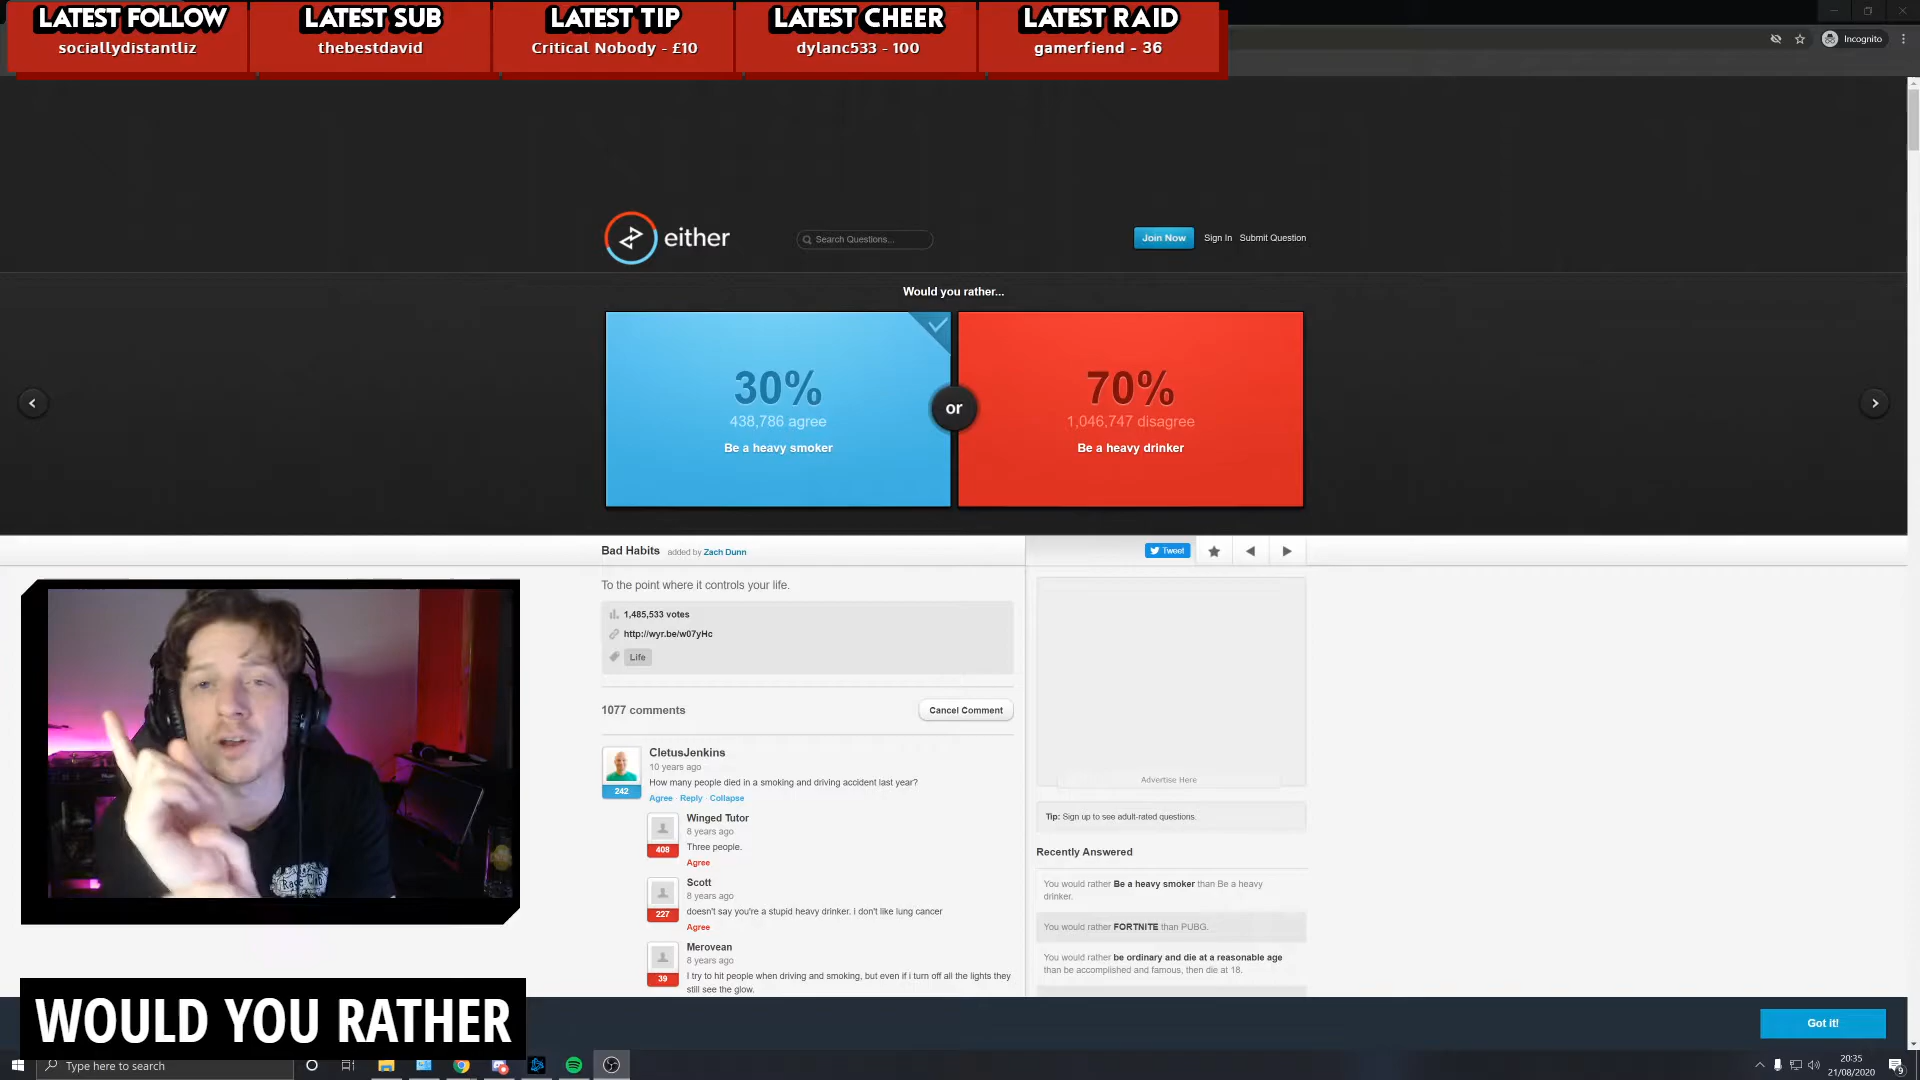 LATEST FOLLOW
sociallydistantliz
LATEST SUB
thebestdavid
LATEST TIP
Critical Nobody - £10
LATEST CHEER
dylanc533 - 100
LATEST RAID
gamerfiend - 36
Incognito
either
Search Questions...
Join Now
Sign In
Submit Question
Would you rather...
30%
438,786 agree
Be a heavy smoker
or
70%
1,046,747 disagree
Be a heavy drinker
Bad Habits added by Zach Dunn
Tweet
To the point where it controls your life.
1,485,533 votes
http://wyr.be/w07yHc
Life
1077 comments
Cancel Comment
CletusJenkins
10 years ago
How many people died in a smoking and driving accident last year?
242
Agree · Reply · Collapse
Winged Tutor
8 years ago
Three people.
408
Agree
Scott
8 years ago
doesn't say you're a stupid heavy drinker. i don't like lung cancer
227
Agree
Merovean
8 years ago
I try to hit people when driving and smoking, but even if i turn off all the lights they
still see the glow.
39
Advertise Here
Tip: Sign up to see adult-rated questions.
Recently Answered
You would rather Be a heavy smoker than Be a heavy
drinker.
You would rather FORTNITE than PUBG.
You would rather be ordinary and die at a reasonable age
than be accomplished and famous, then die at 18.
WOULD YOU RATHER
Got it!
Type here to search
20:35
21/08/2020
9